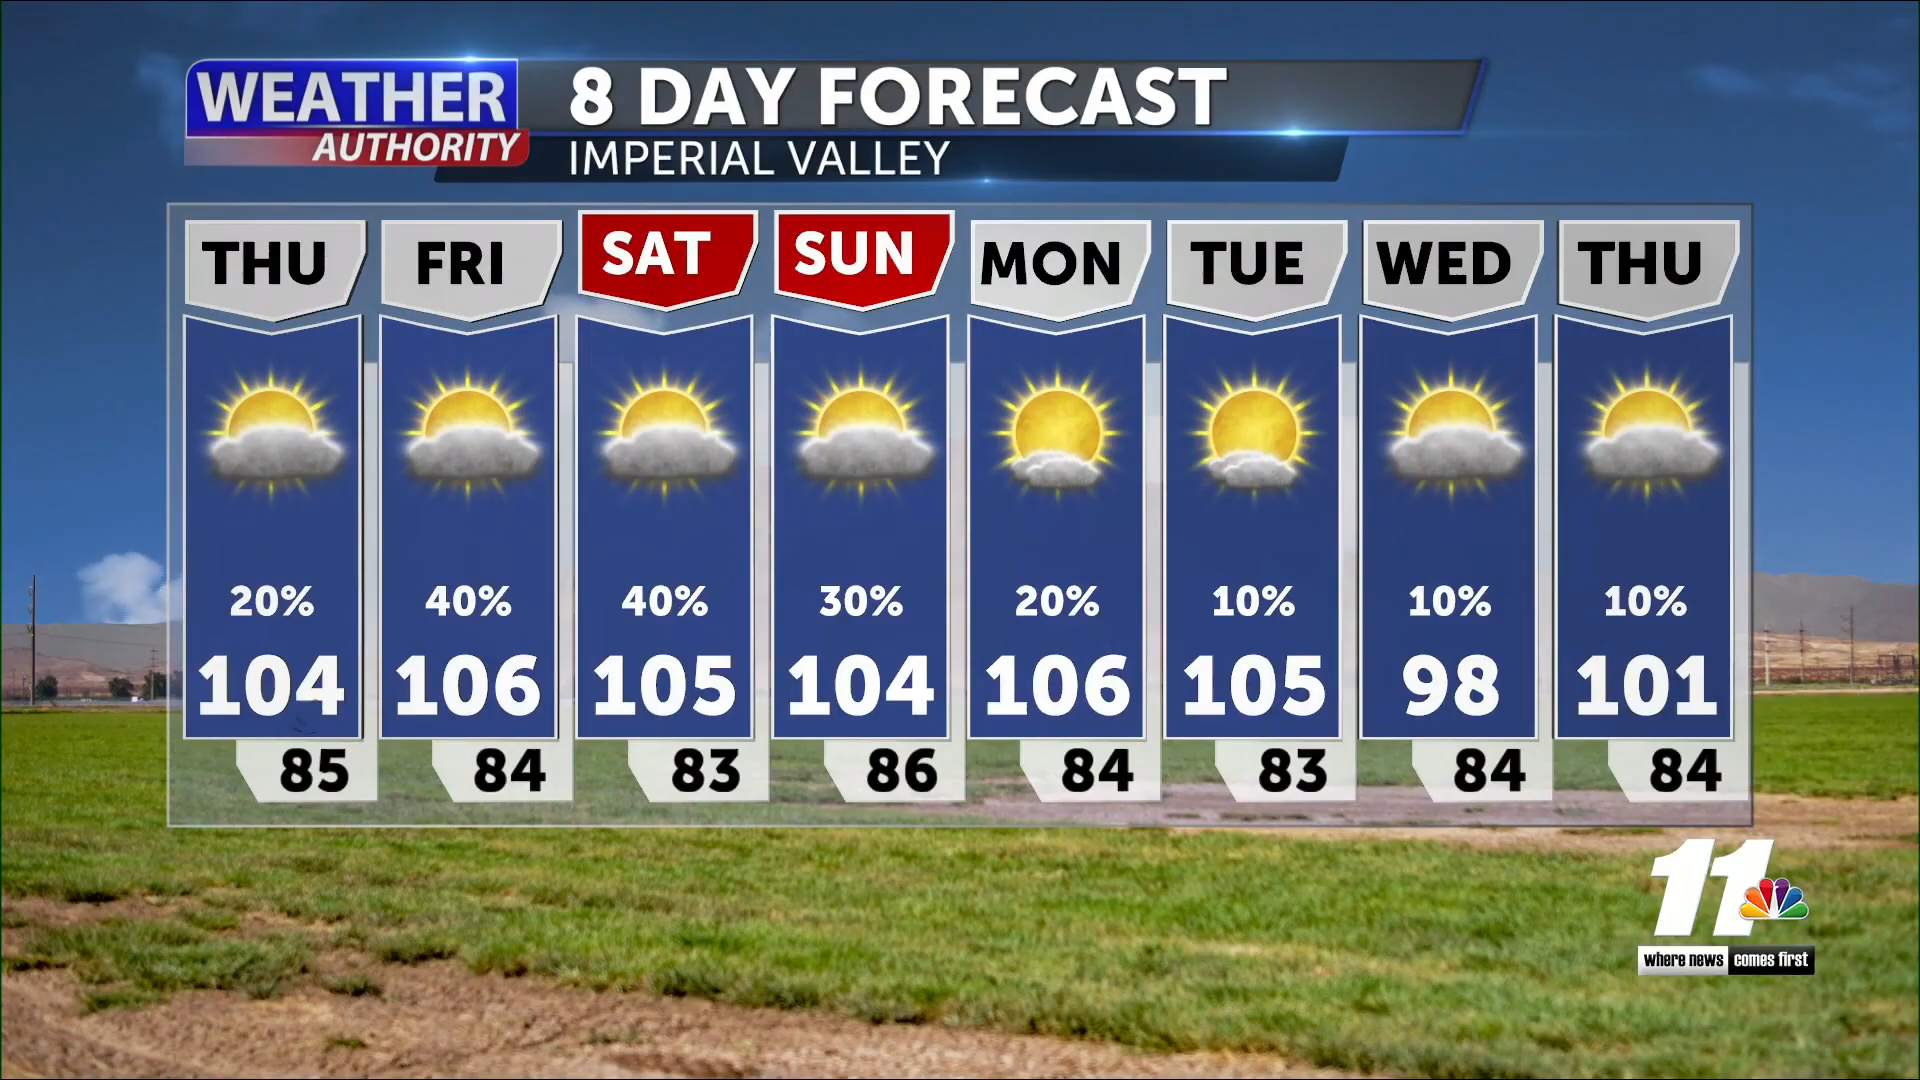 WEATHER
AUTHORITY
8 DAY FORECAST
IMPERIAL VALLEY
THU FRI SAT SUN MON TUE WED THU
20% 40% 40% 30% 20% 10% 10% 10%
104 106 105 104 106 105 98 101
85 84 83 86 84 83 84 84
11
where news comes first